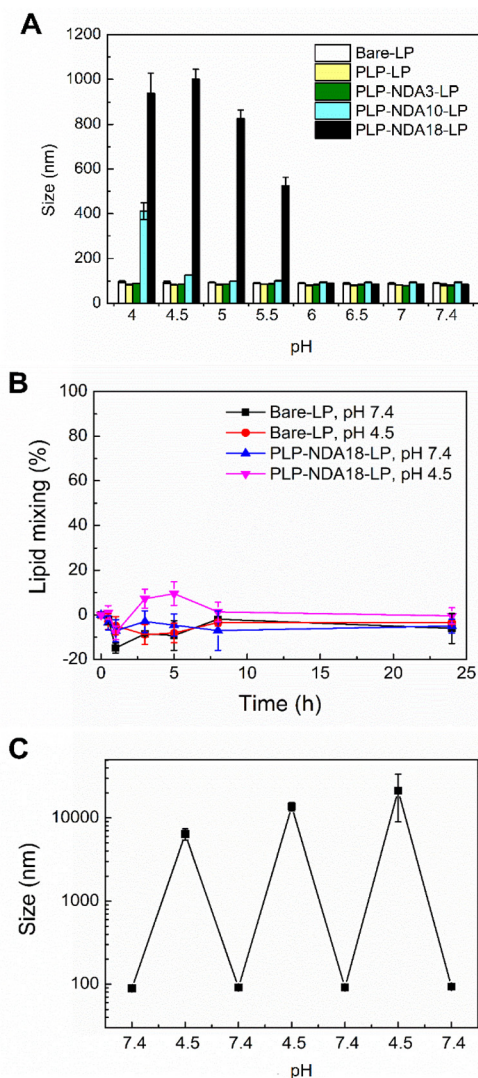 A
1200
1000
800
600
400
200
0
Size (nm)
Bare-LP
PLP-LP
PLP-NDA3-LP
PLP-NDA10-LP
PLP-NDA18-LP
4 4.5 5 5.5 6 6.5 7 7.4
pH
B
100
80
60
40
20
0
-20
Lipid mixing (%)
Bare-LP, pH 7.4
Bare-LP, pH 4.5
PLP-NDA18-LP, pH 7.4
PLP-NDA18-LP, pH 4.5
0 5 10 15 20 25
Time (h)
C
10000
1000
100
Size (nm)
7.4 4.5 7.4 4.5 7.4 4.5 7.4
pH